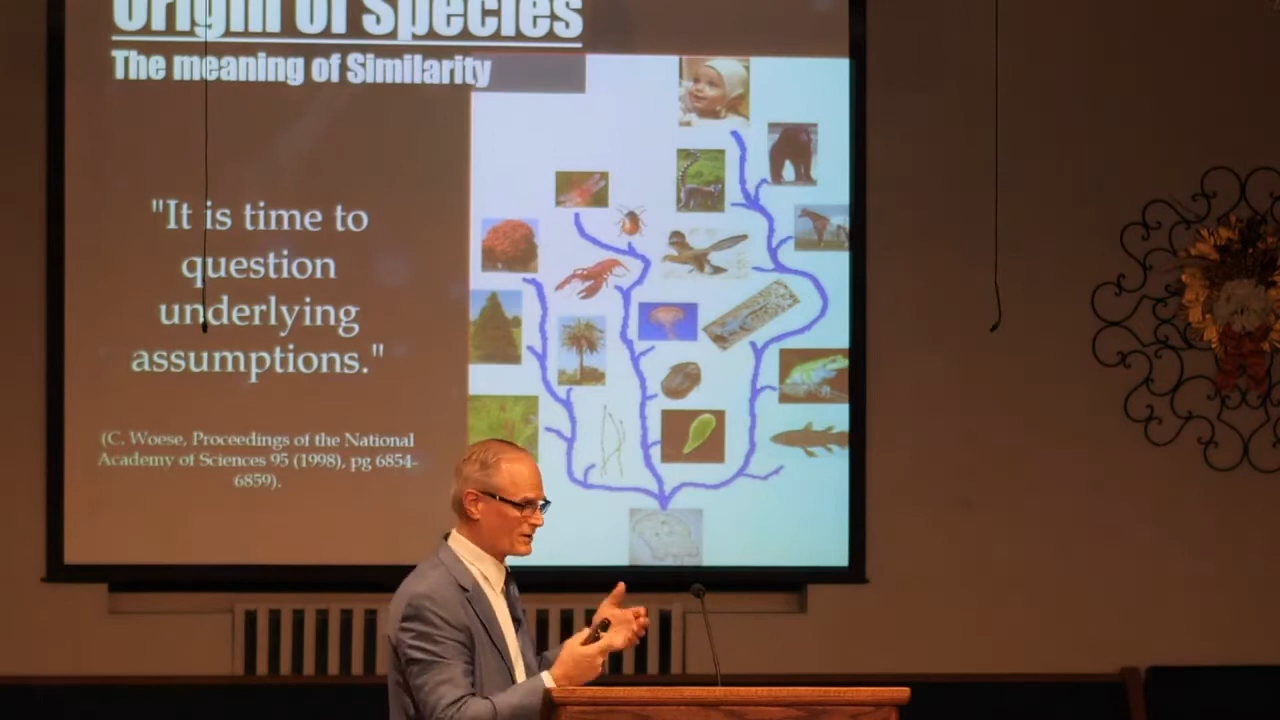 Origin of Species
The meaning of Similarity
"It is time to
question
underlying
assumptions."
(C. Woese, Proceedings of the National
Academy of Sciences 95 (1998), pg 6854-
6859).